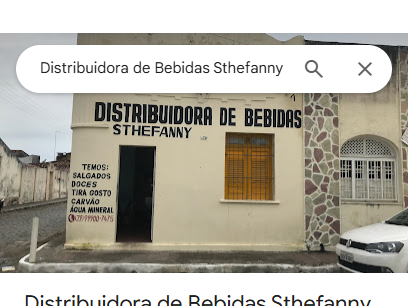 Distribuidora de Bebidas Sthefanny
DISTRIBUIDORA DE BEBIDAS
STHEFANNY
TEMOS:
SALGADOS
DOCES
TIRA GOSTO
CARVÃO
ÁGUA MINERAL
Distribuidora de Bebidas Sthefanny